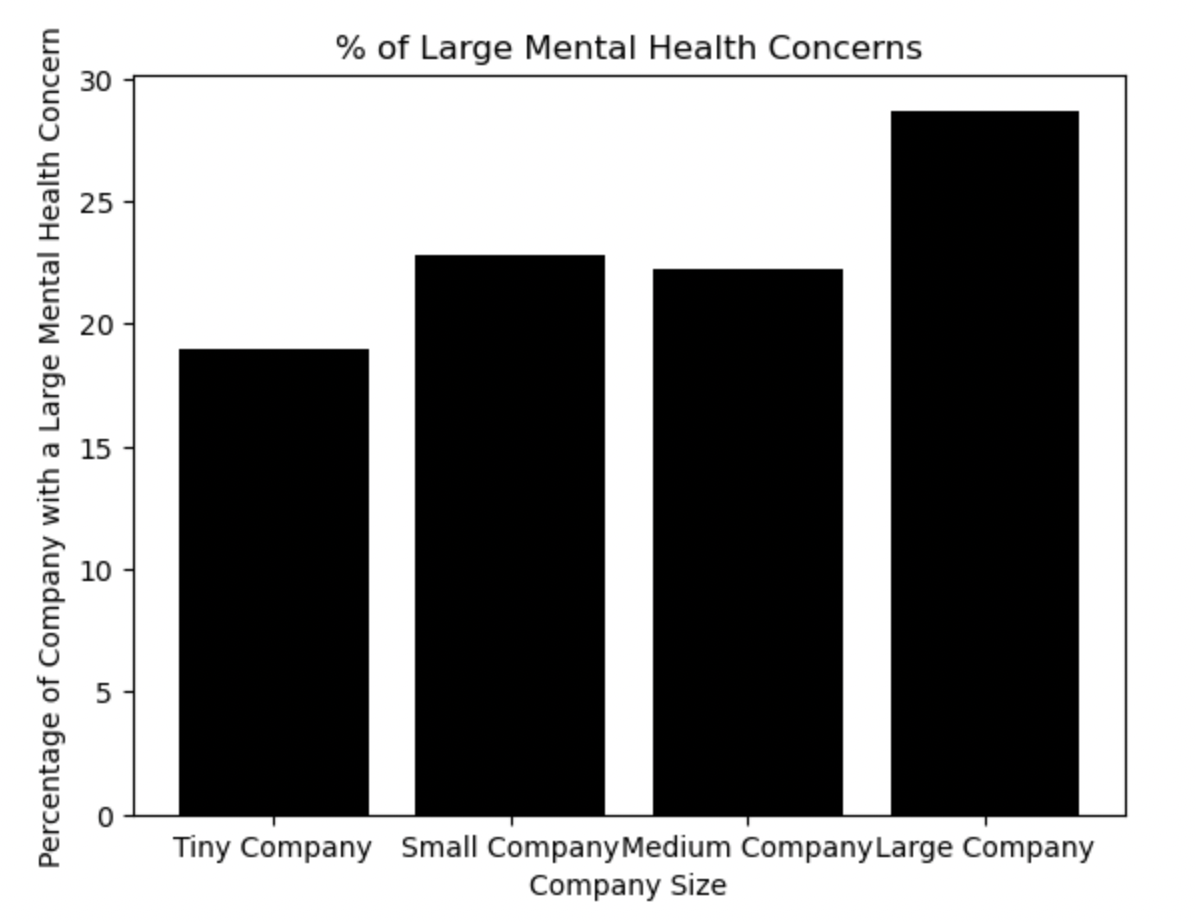 % of Large Mental Health Concerns
Percentage of Company with a Large Mental Health Concern
30
25
20
15
10
5
0
Tiny Company
Small Company
Medium Company
Large Company
Company Size